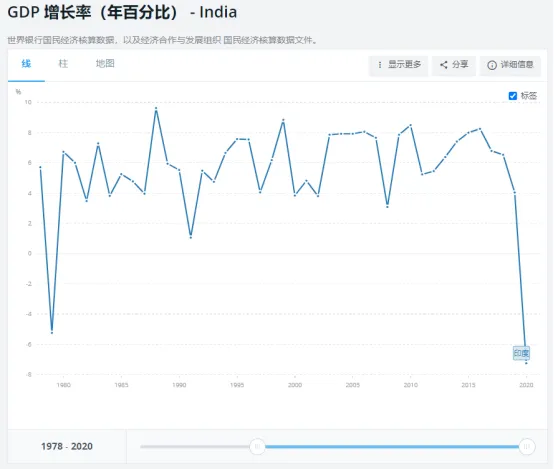 GDP 增长率（年百分比） - India
世界银行国民经济核算数据，以及经济合作与发展组织 国民经济核算数据文件。
线 柱 地图 显示更多 分享 详细信息
%
标签
10
8
6
4
2
0
-2
-4
-6
-8
印度
1980 1985 1990 1995 2000 2005 2010 2015 2020
1978 - 2020